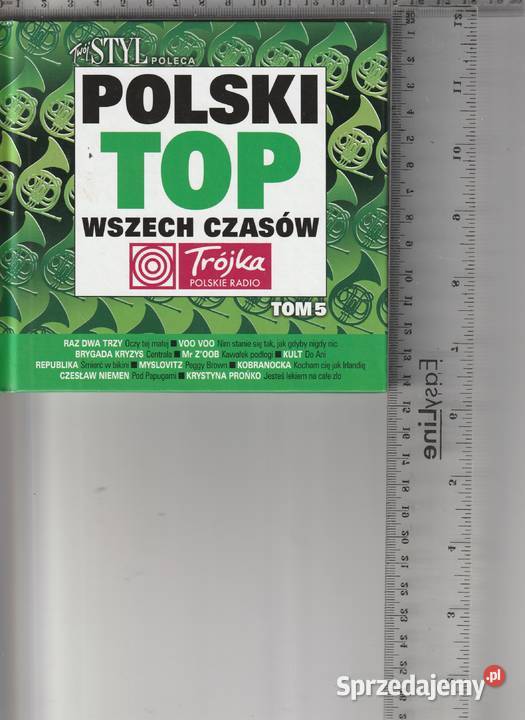 Twój STYL POLECA
POLSKI
TOP
WSZECH CZASÓW
Trójka
POLSKIE RADIO
TOM 5
RAZ DWA TRZY Oczy tej małej ■ VOO VOO Nim stanie się tak, jak gdyby nigdy nic
BRYGADA KRYZYS Centrala ■ Mr Z'OOB Kawałek podłogi ■ KULT Do Ani
REPUBLIKA Śmierć w bikini ■ MYSLOVITZ Peggy Brown ■ KOBRANOCKA Kocham cię jak Irlandię
CZESŁAW NIEMEN Pod Papugami ■ KRYSTYNA PROŃKO Jesteś lekiem na całe zło
EasyLine
Sprzedajemy.pl